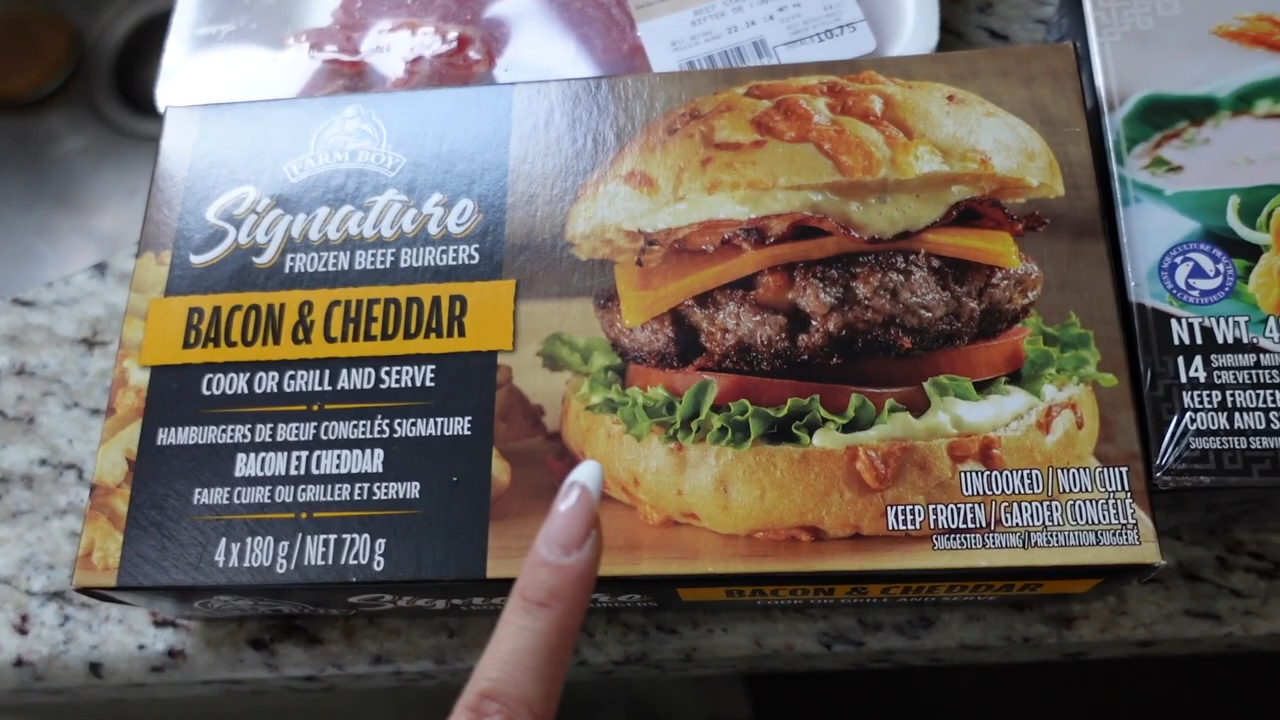 10.75
FARM BOY
Signature
FROZEN BEEF BURGERS
BACON & CHEDDAR
COOK OR GRILL AND SERVE
HAMBURGERS DE BŒUF CONGELÉS SIGNATURE
BACON ET CHEDDAR
FAIRE CUIRE OU GRILLER ET SERVIR
4 x 180 g / NET 720 g
UNCOOKED / NON CUIT
KEEP FROZEN / GARDER CONGÉLÉ
SUGGESTED SERVING / PRÉSENTATION SUGGÉRÉ
Signature
BACON & CHEDDAR
COOK OR GRILL AND SERVE
BEST AQUACULTURE PRACTICES
CERTIFIED
NT WT. 4
14 SHRIMP
CREVETTES
KEEP FROZEN
COOK AND S
SUGGESTED